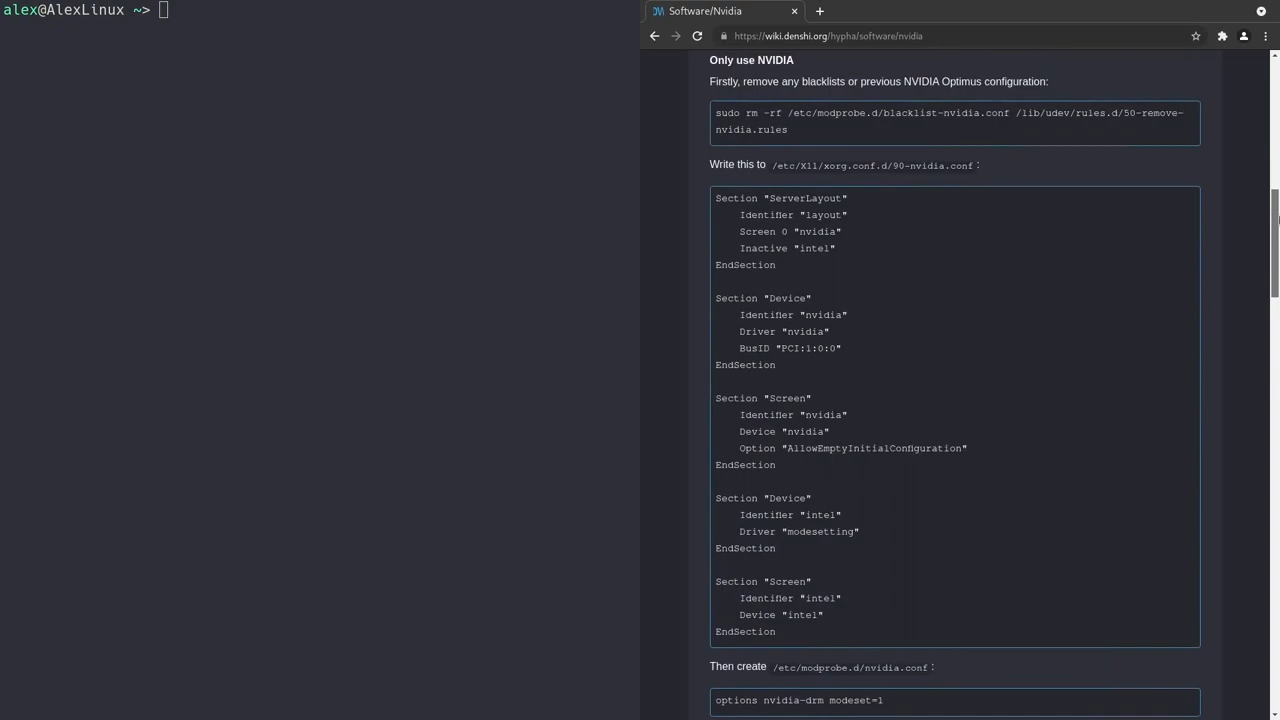 alex@AlexLinux ~>
Software/Nvidia
https://wiki.denshi.org/hypha/software/nvidia
Only use NVIDIA
Firstly, remove any blacklists or previous NVIDIA Optimus configuration:
sudo rm -rf /etc/modprobe.d/blacklist-nvidia.conf /lib/udev/rules.d/50-remove-
nvidia.rules
Write this to /etc/X11/xorg.conf.d/90-nvidia.conf:
Section "ServerLayout"
    Identifier "layout"
    Screen 0 "nvidia"
    Inactive "intel"
EndSection
Section "Device"
    Identifier "nvidia"
    Driver "nvidia"
    BusID "PCI:1:0:0"
EndSection
Section "Screen"
    Identifier "nvidia"
    Device "nvidia"
    Option "AllowEmptyInitialConfiguration"
EndSection
Section "Device"
    Identifier "intel"
    Driver "modesetting"
EndSection
Section "Screen"
    Identifier "intel"
    Device "intel"
EndSection
Then create /etc/modprobe.d/nvidia.conf:
options nvidia-drm modeset=1